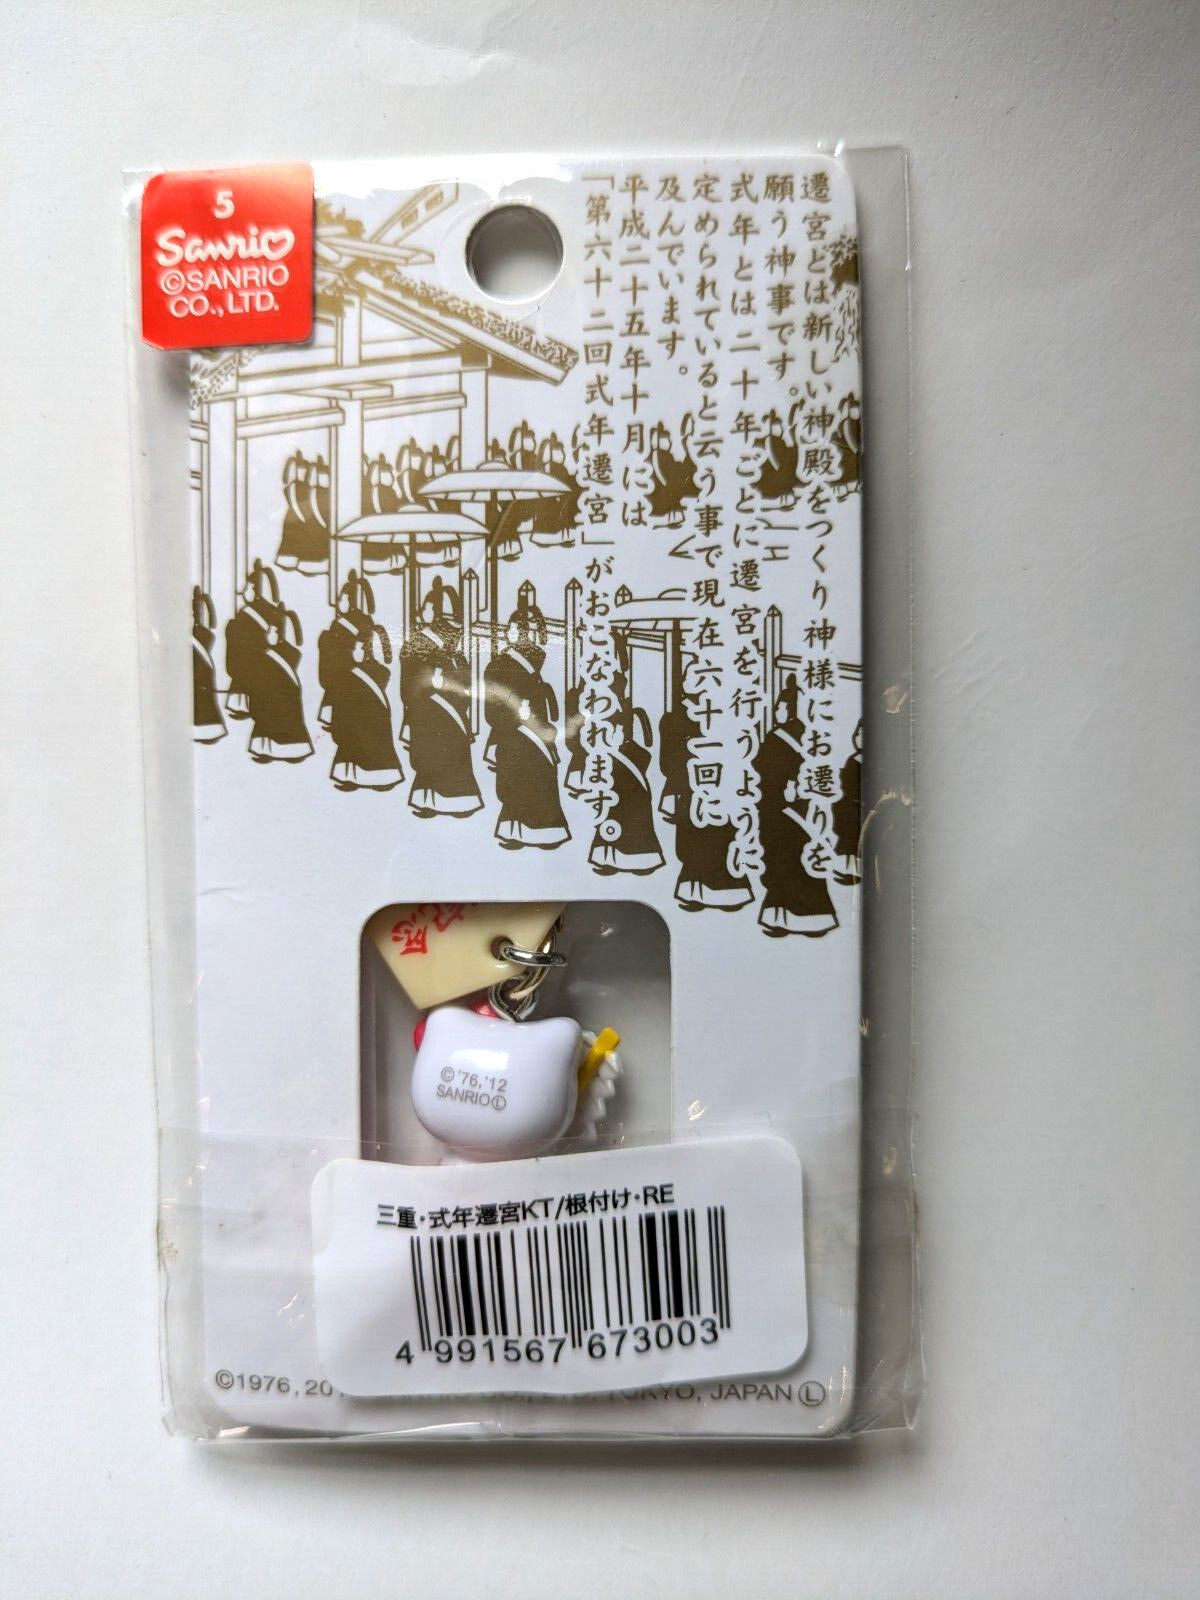 5
Sanrio
©SANRIO
CO., LTD.
遷宮とは新しい神殿をつくり神様にお遷りを
願う神事です。
式年とは二十年ごとに遷宮を行うように
定められていると云う事で現在六十一回に
及んでいます。
平成二十五年十月には
「第六十二回式年遷宮」がおこなわれます。
©'76,'12
SANRIO Ⓛ
三重・式年遷宮KT/根付け・RE
4 991567 673003
©1976, 20 TOKYO, JAPAN Ⓛ